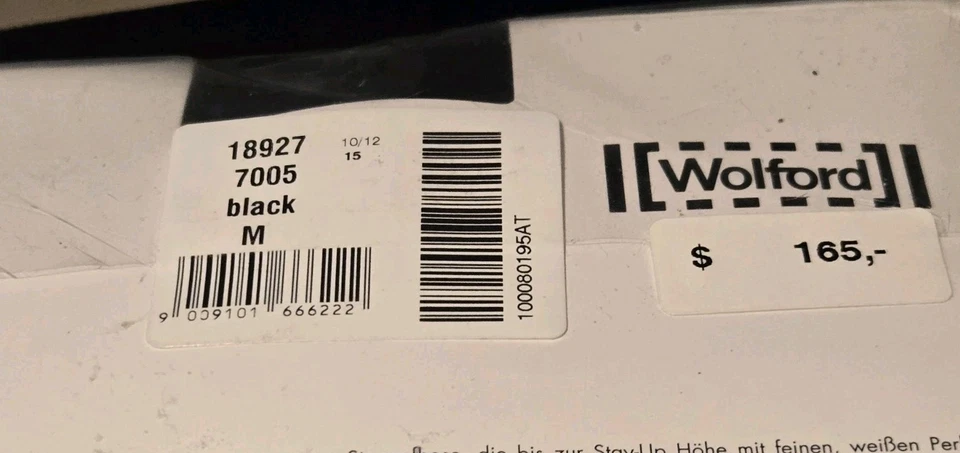 18927 10/12
7005 15
black
M
9 009101 666222
100080195AT
Wolford
$ 165,-
die bis zur Stay-Up Höhe mit feinen, weißen